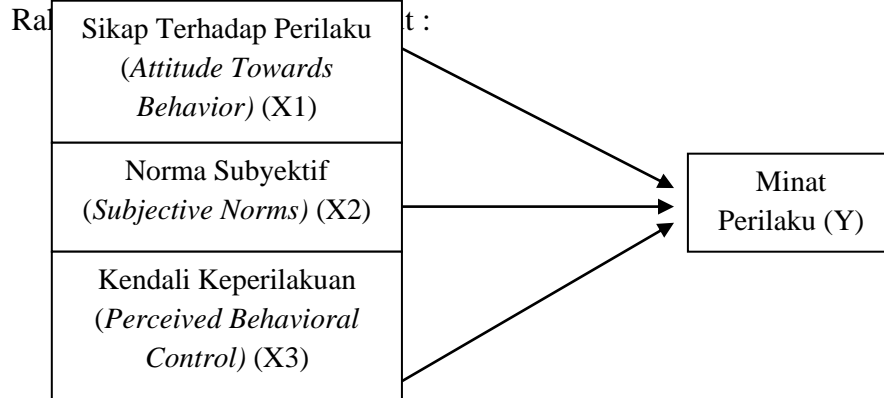 t :
Sikap Terhadap Perilaku
(Attitude Towards
Behavior) (X1)
Norma Subyektif
(Subjective Norms) (X2)
Kendali Keperilakuan
(Perceived Behavioral
Control) (X3)
Minat
Perilaku (Y)